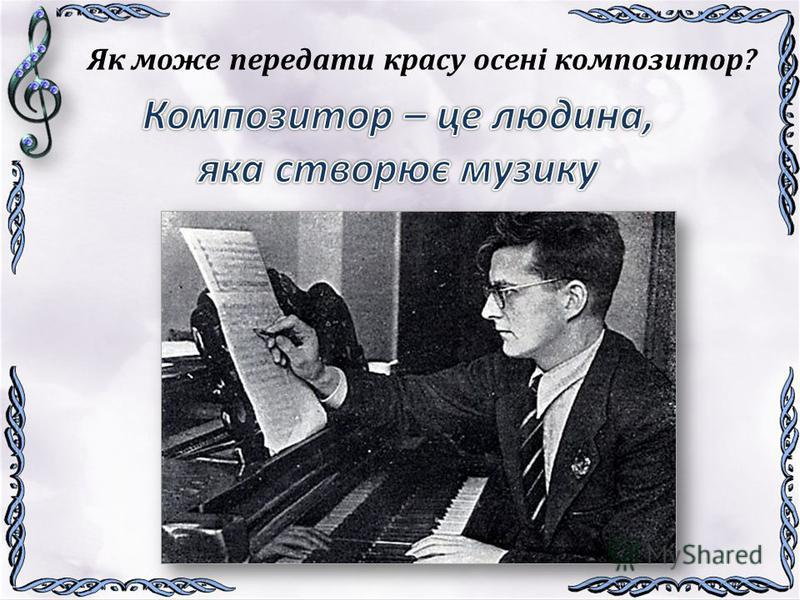 Як може передати красу осені композитор?
Композитор – це людина,
яка створює музику
MyShared